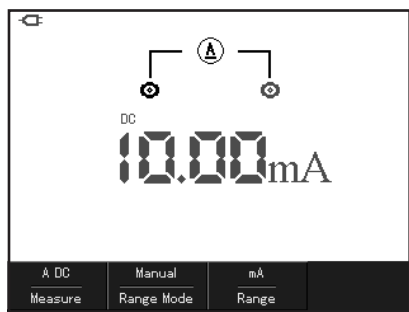 A
DC
10.00mA
A DC Manual mA
Measure Range Mode Range